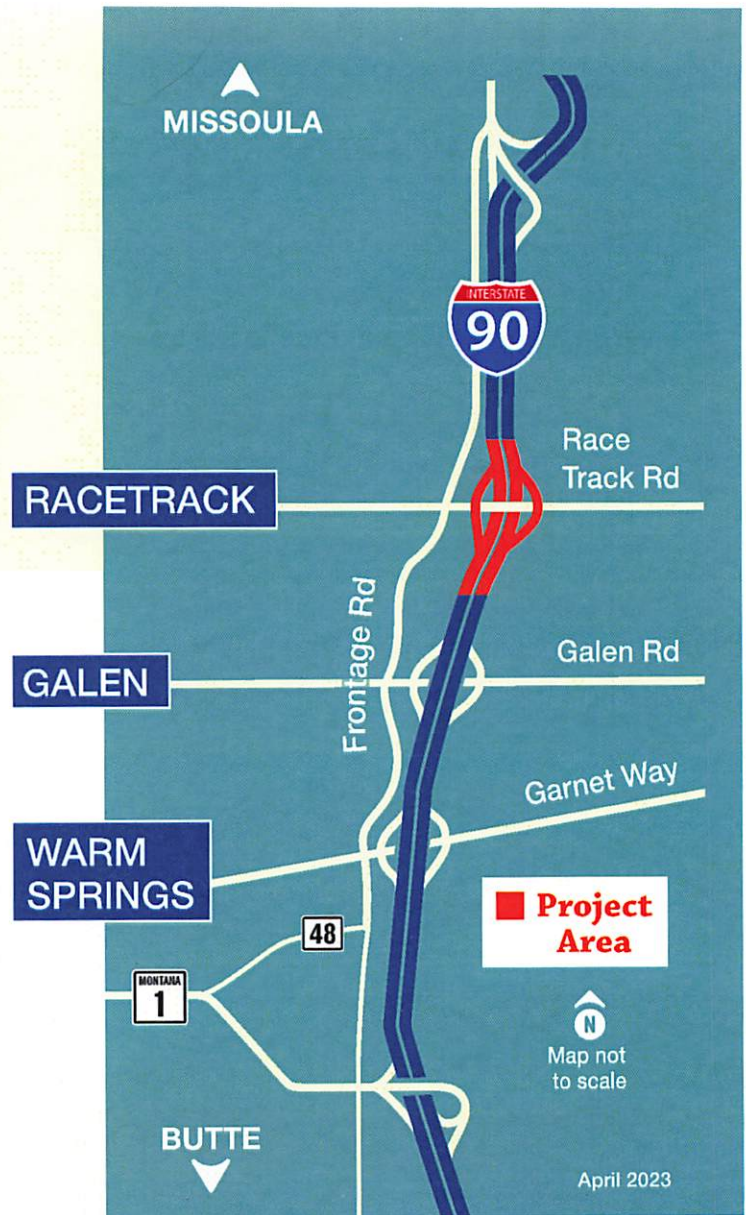 MISSOULA
INTERSTATE
90
Race
Track Rd
RACETRACK
Frontage Rd
Galen Rd
GALEN
Garnet Way
WARM
SPRINGS
48
Project
Area
MONTANA
1
N
Map not
to scale
BUTTE
April 2023